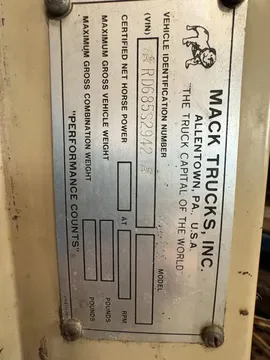 MACK TRUCKS, INC.
ALLENTOWN, PA., U.S.A.
"THE TRUCK CAPITAL OF THE WORLD"
VEHICLE IDENTIFICATION NUMBER
(VIN) RD685S2942 MODEL
CERTIFIED NET HORSE POWER AT RPM.
MAXIMUM GROSS VEHICLE WEIGHT POUNDS
MAXIMUM GROSS COMBINATION WEIGHT POUNDS
"PERFORMANCE COUNTS"